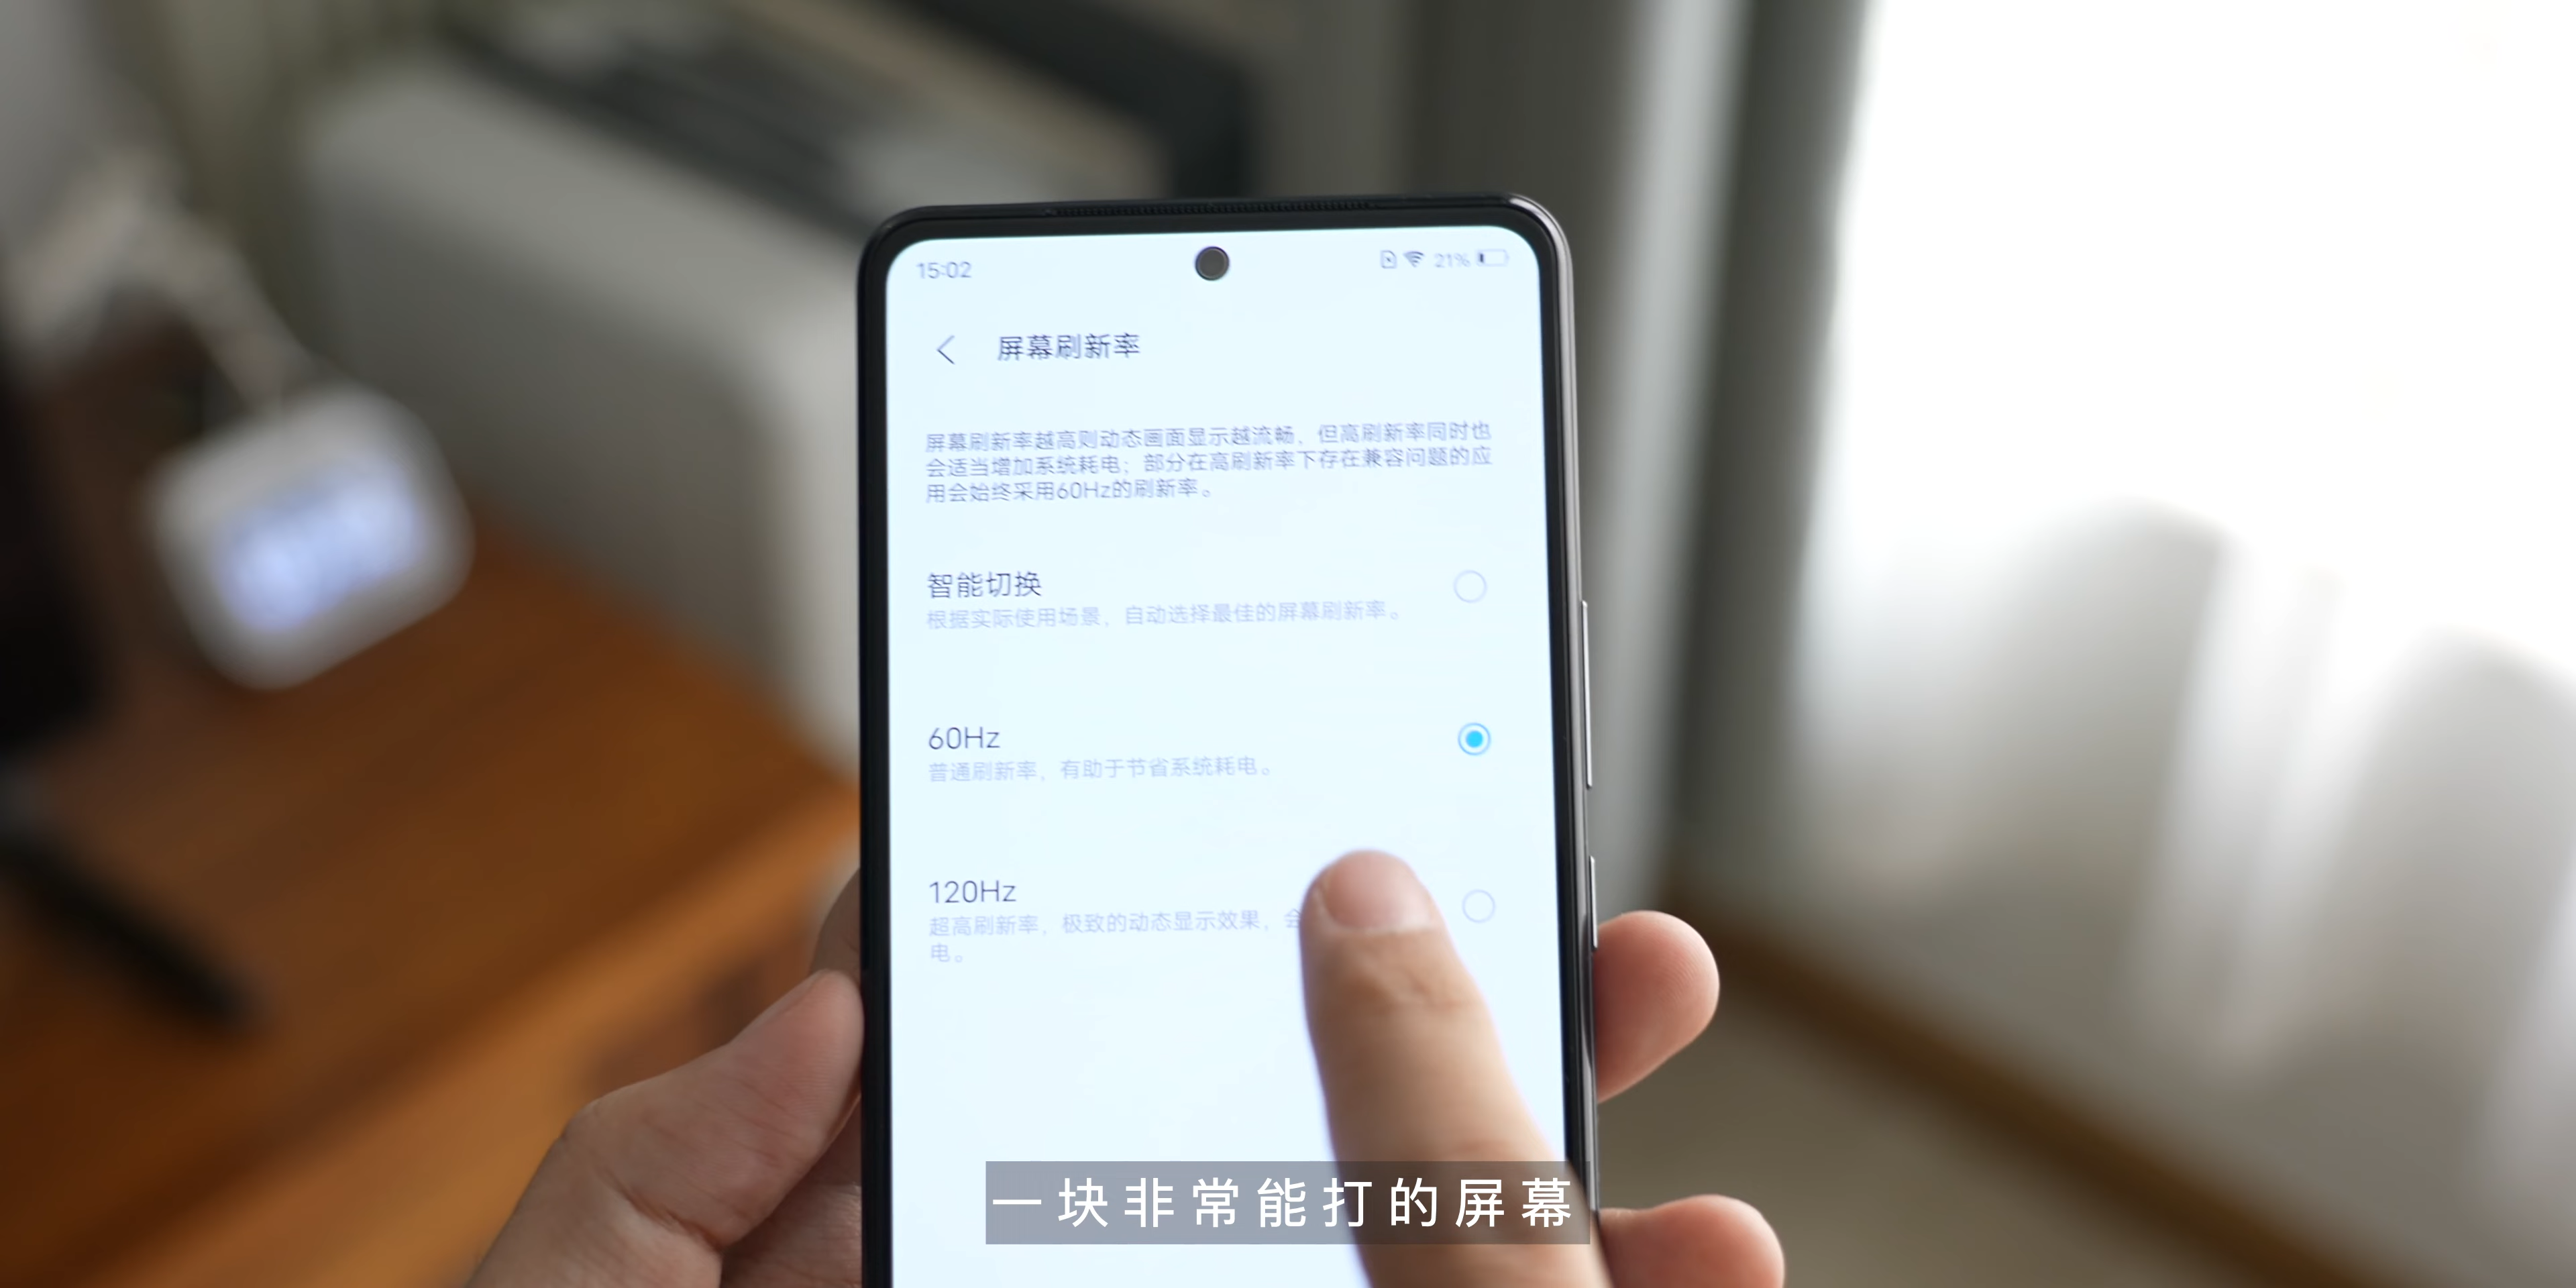 15:02
21%
屏幕刷新率
屏幕刷新率越高则动态画面显示越流畅，但高刷新率同时也
会适当增加系统耗电；部分在高刷新率下存在兼容问题的应
用会始终采用60Hz的刷新率。
智能切换
根据实际使用场景，自动选择最佳的屏幕刷新率。
60Hz
普通刷新率，有助于节省系统耗电。
120Hz
超高刷新率，极致的动态显示效果，会
电。
一块非常能打的屏幕